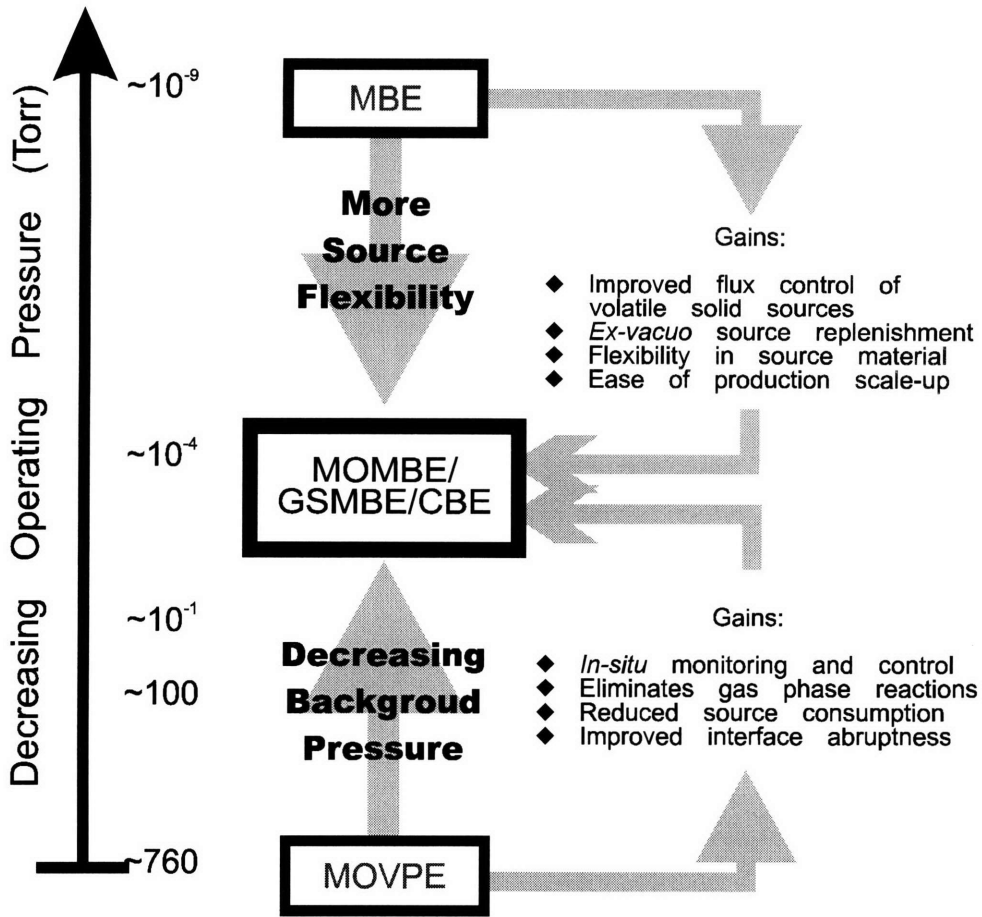 Decreasing Operating Pressure (Torr)
~10⁻⁹
~10⁻⁴
~10⁻¹
~100
~760
MBE
More
Source
Flexibility
MOMBE/
GSMBE/CBE
Decreasing
Backgroud
Pressure
MOVPE
Gains:
◆ Improved flux control of
volatile solid sources
◆ Ex-vacuo source replenishment
◆ Flexibility in source material
◆ Ease of production scale-up
Gains:
◆ In-situ monitoring and control
◆ Eliminates gas phase reactions
◆ Reduced source consumption
◆ Improved interface abruptness